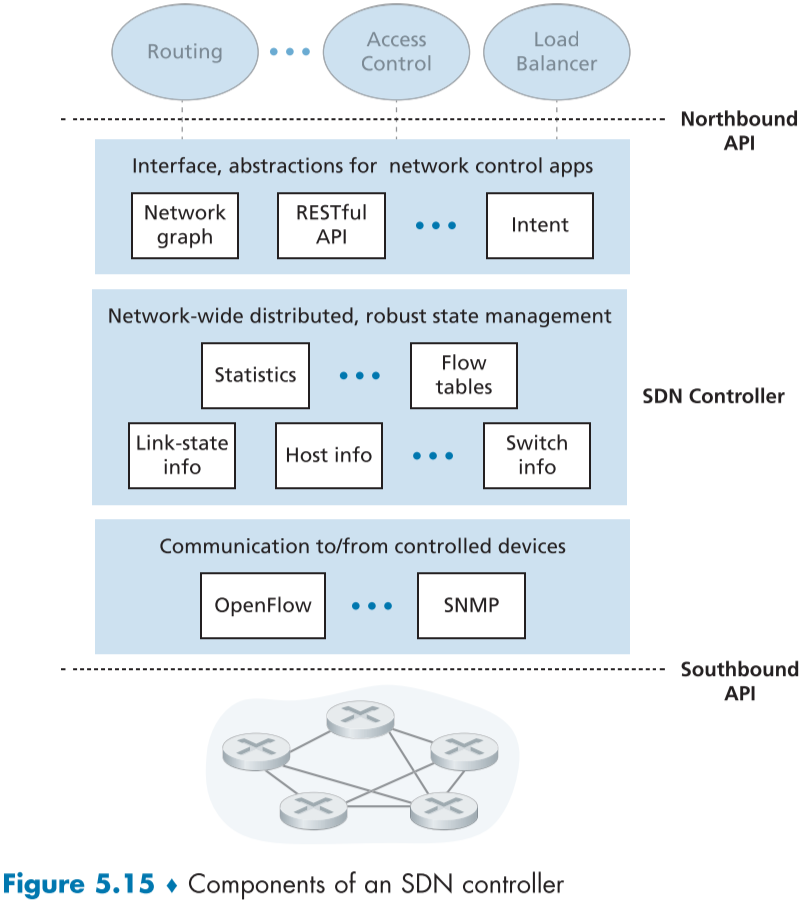 Routing
Access
Control
Load
Balancer
Northbound
API
Interface, abstractions for network control apps
Network
graph
RESTful
API
Intent
Network-wide distributed, robust state management
Statistics
Flow
tables
SDN Controller
Link-state
info
Host info
Switch
info
Communication to/from controlled devices
OpenFlow
SNMP
Southbound
API
Figure 5.15 ♦ Components of an SDN controller